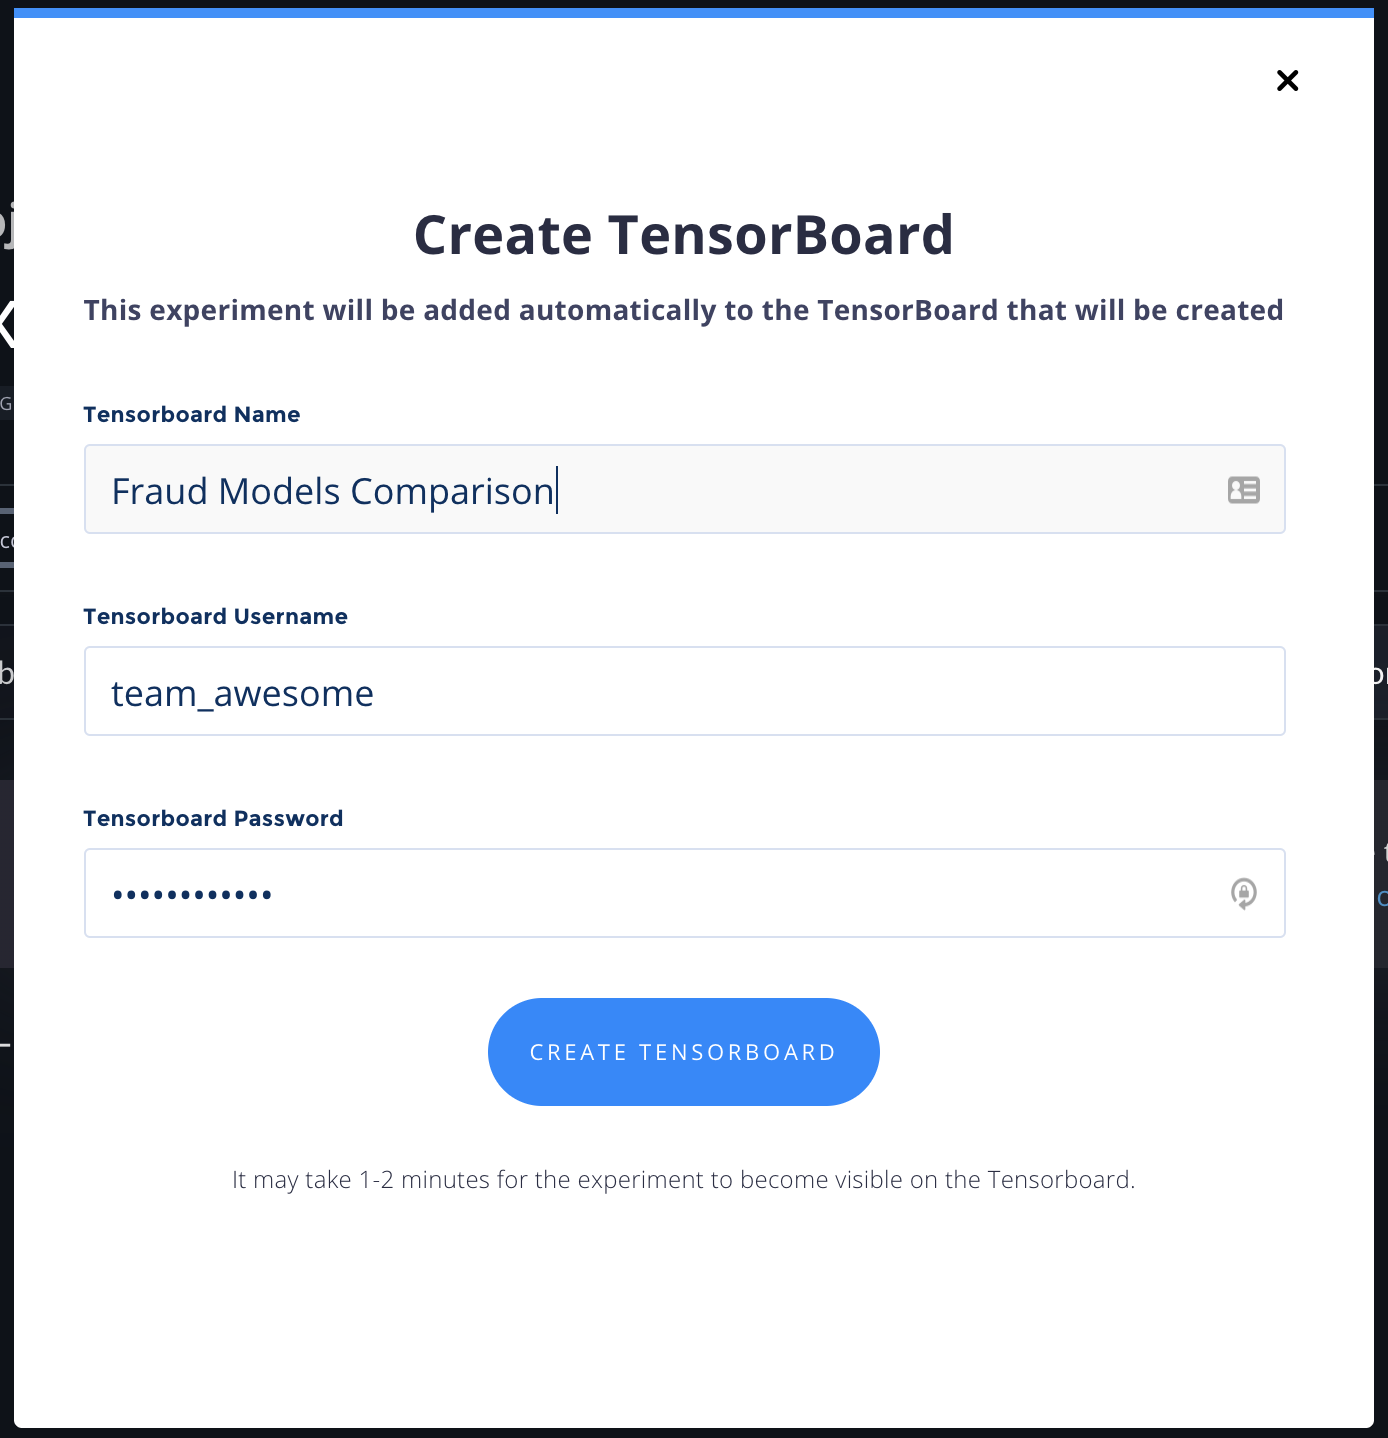 Create TensorBoard
This experiment will be added automatically to the TensorBoard that will be created
Tensorboard Name
Fraud Models Comparison
Tensorboard Username
team_awesome
Tensorboard Password
••••••••••••
CREATE TENSORBOARD
It may take 1-2 minutes for the experiment to become visible on the Tensorboard.